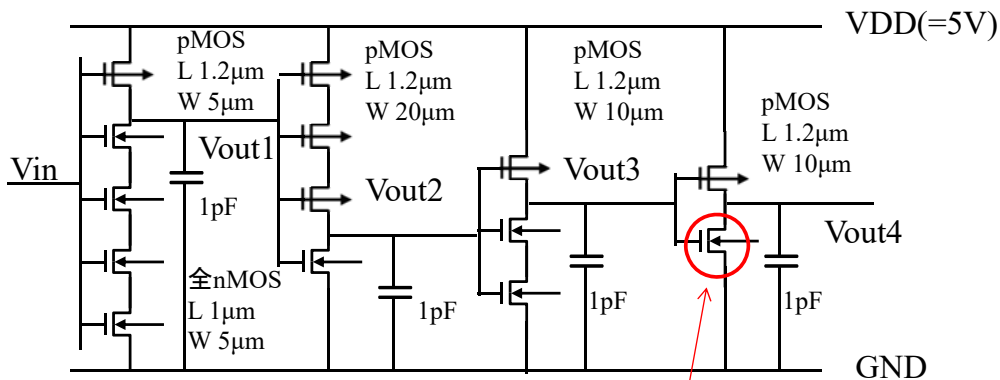 VDD(=5V)
pMOS
L 1.2μm
W 5μm
pMOS
L 1.2μm
W 20μm
pMOS
L 1.2μm
W 10μm
pMOS
L 1.2μm
W 10μm
Vin
Vout1
Vout2
Vout3
Vout4
1pF
1pF
1pF
1pF
全nMOS
L 1μm
W 5μm
GND